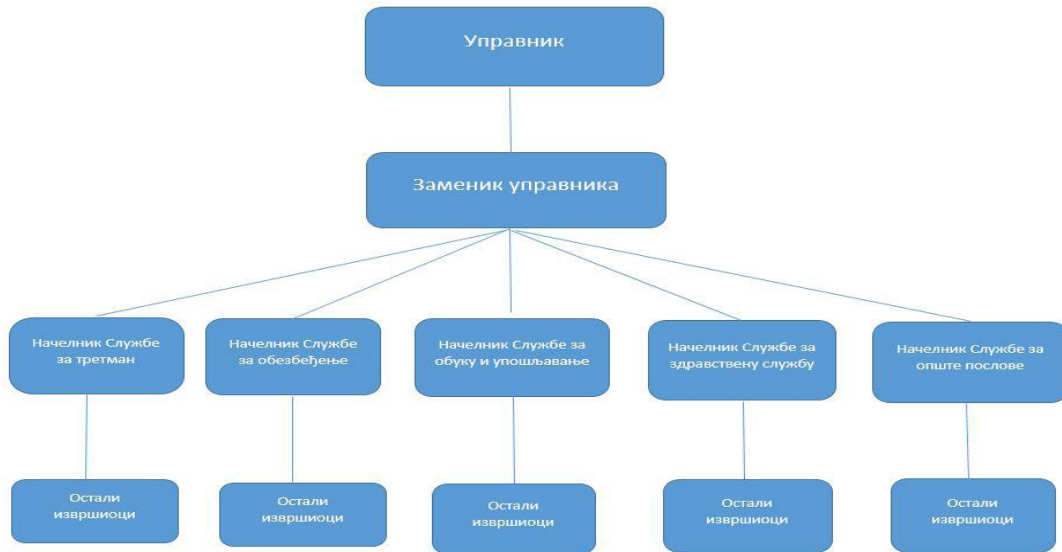 Управник
Заменик управника
Начелник Службе
за третман
Начелник Службе
за обезбеђење
Начелник Службе за
обуку и упошљавање
Начелник Службе за
здравствену службу
Начелник Службе за
опште послове
Остали
извршиоци
Остали
извршиоци
Остали
извршиоци
Остали
извршиоци
Остали
извршиоци